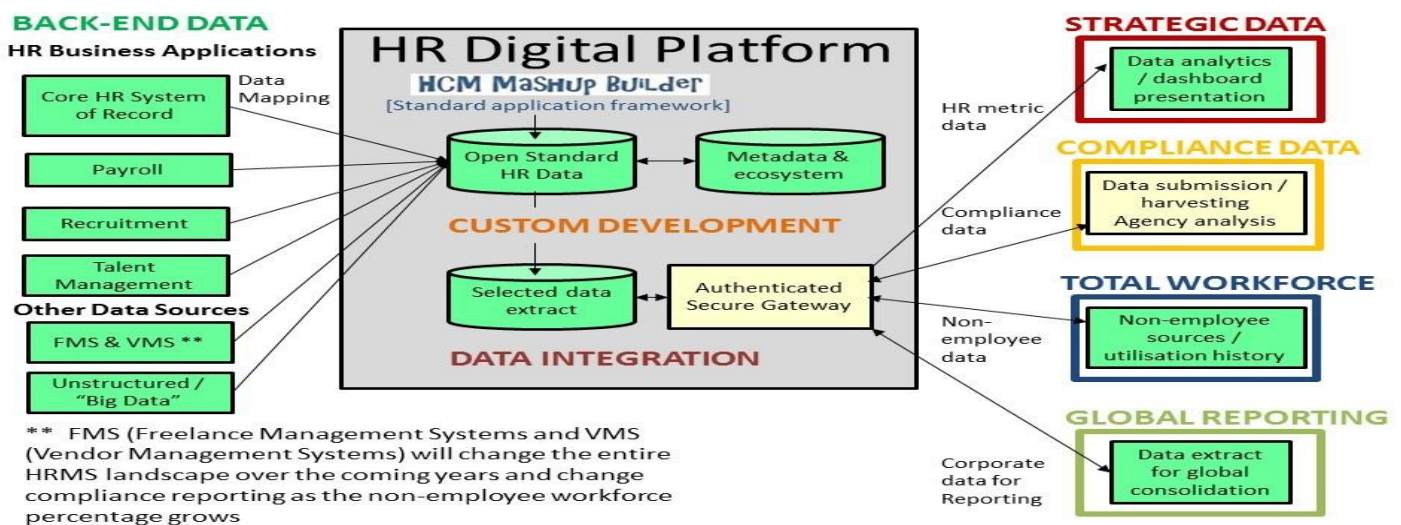 BACK-END DATA
HR Business Applications
Core HR System
of Record
Payroll
Recruitment
Talent
Management
Other Data Sources
FMS & VMS **
Unstructured /
“Big Data”
** FMS (Freelance Management Systems and VMS
(Vendor Management Systems) will change the entire
HRMS landscape over the coming years and change
compliance reporting as the non-employee workforce
percentage grows
Data
Mapping
HR Digital Platform
HCM MASHUP BUILDER
[Standard application framework]
Open Standard
HR Data
Metadata &
ecosystem
CUSTOM DEVELOPMENT
Selected data
extract
Authenticated
Secure Gateway
DATA INTEGRATION
HR metric
data
Compliance
data
Non-
employee
data
Corporate
data for
Reporting
STRATEGIC DATA
Data analytics
/ dashboard
presentation
COMPLIANCE DATA
Data submission /
harvesting
Agency analysis
TOTAL WORKFORCE
Non-employee
sources /
utilisation history
GLOBAL REPORTING
Data extract
for global
consolidation